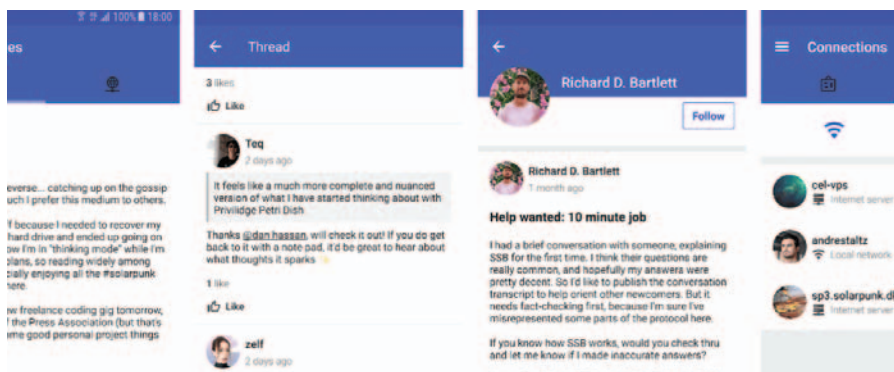 100% 18:00
es
everse... catching up on the gossip
uch I prefer this medium to others.
f because I needed to recover my
hard drive and ended up going on
ow I'm in "thinking mode" while I'm
plans, so reading widely among
cially enjoying all the #solarpunk
here.
ew freelance coding gig tomorrow,
f the Press Association (but that's
ome good personal project things
Thread
3 likes
Like
Teq
2 days ago
It feels like a much more complete and nuanced
version of what I have started thinking about with
Priviledge Petri Dish
Thanks @dan hassan, will check it out! If you do get
back to it with a note pad, it'd be great to hear about
what thoughts it sparks
1 like
Like
zelf
2 days ago
Richard D. Bartlett
Follow
Richard D. Bartlett
1 month ago
Help wanted: 10 minute job
I had a brief conversation with someone, explaining
SSB for the first time. I think their questions are
really common, and hopefully my answers were
pretty decent. So I'd like to publish the conversation
transcript to help orient other newcomers. But it
needs fact-checking first, because I'm sure I've
misrepresented some parts of the protocol here.
If you know how SSB works, would you check thru
and let me know if I made inaccurate answers?
Connections
cel-vps
Internet server
andrestaltz
Local network
sp3.solarpunk.d
Internet server